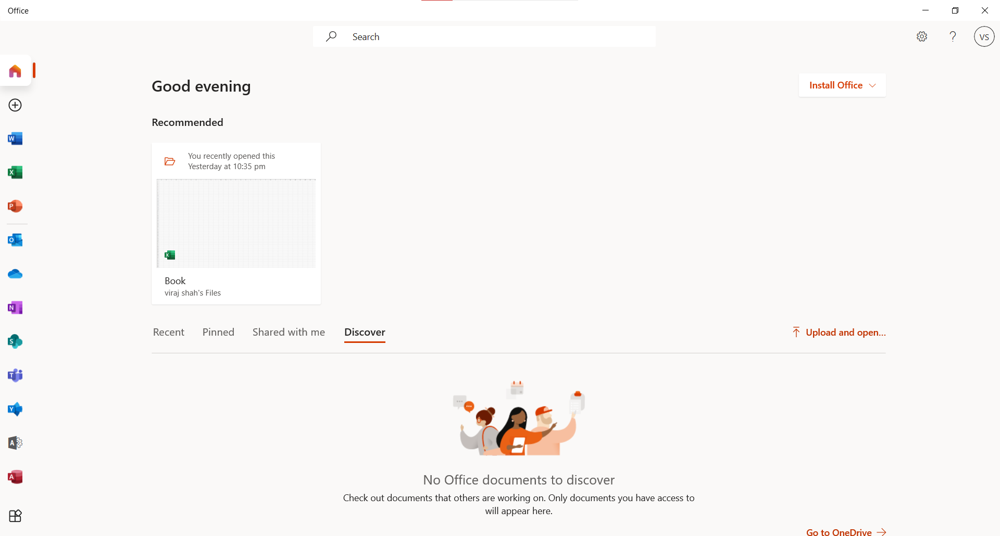 Office
Search
VS
Good evening
Install Office
Recommended
You recently opened this
Yesterday at 10:35 pm
Book
viraj shah's Files
Recent
Pinned
Shared with me
Discover
Upload and open...
No Office documents to discover
Check out documents that others are working on. Only documents you have access to
will appear here.
Go to OneDrive